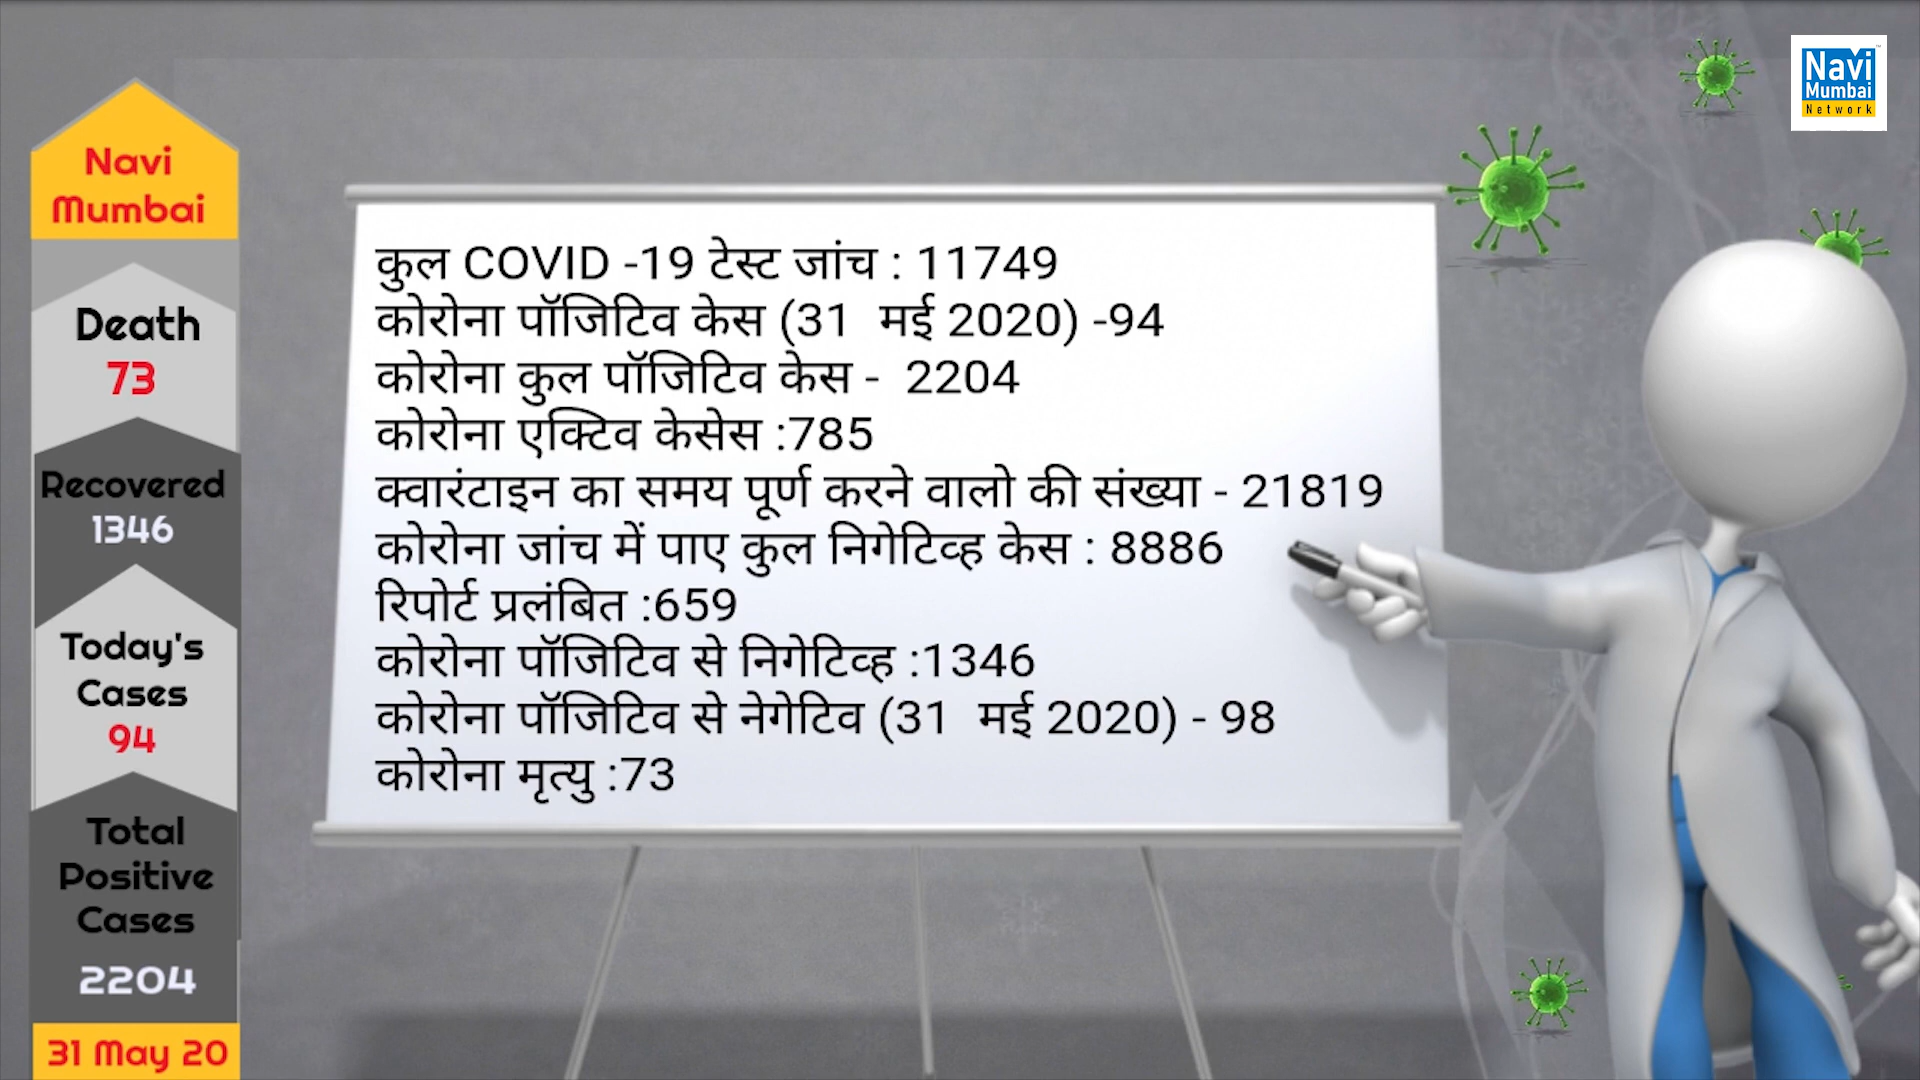 Navi
Mumbai
Network
Navi
Mumbai
Death
73
Recovered
1346
Today's
Cases
94
Total
Positive
Cases
2204
31 May 20
कुल COVID -19 टेस्ट जांच : 11749
कोरोना पॉजिटिव केस (31  मई 2020) -94
कोरोना कुल पॉजिटिव केस -  2204
कोरोना एक्टिव केसेस :785
क्वारंटाइन का समय पूर्ण करने वालो की संख्या - 21819
कोरोना जांच में पाए कुल निगेटिव्ह केस : 8886
रिपोर्ट प्रलंबित :659
कोरोना पॉजिटिव से निगेटिव्ह :1346
कोरोना पॉजिटिव से नेगेटिव (31  मई 2020) - 98
कोरोना मृत्यु :73